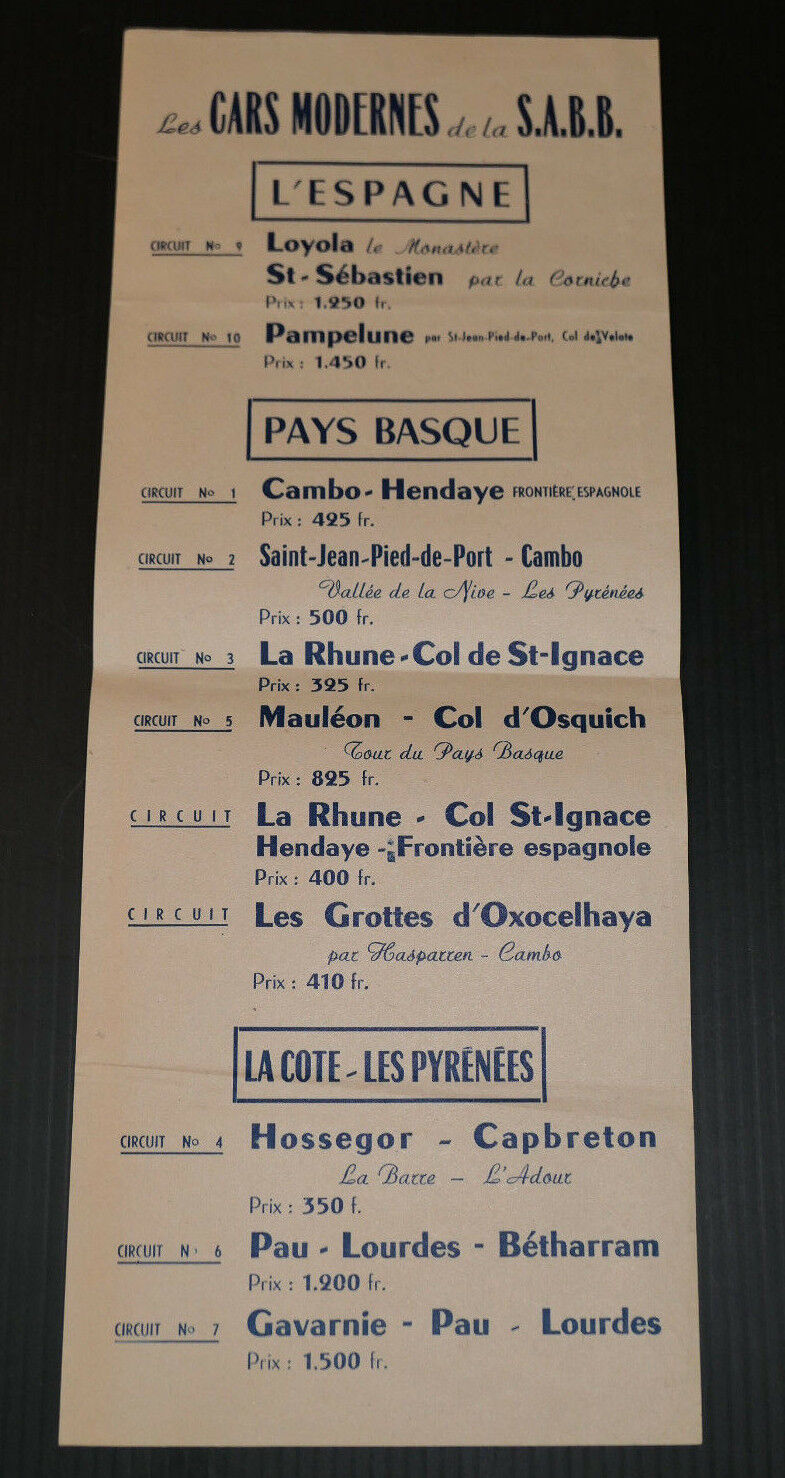 Les CARS MODERNES de la S.A.B.B.
L'ESPAGNE
CIRCUIT No 9 Loyola le Monastère
St-Sébastien par la Corniche
Prix : 1.250 fr.
CIRCUIT No 10 Pampelune par St-Jean-Pied-de-Port, Col de Velate
Prix : 1.450 fr.
PAYS BASQUE
CIRCUIT No 1 Cambo - Hendaye FRONTIÈRE ESPAGNOLE
Prix : 425 fr.
CIRCUIT No 2 Saint-Jean-Pied-de-Port - Cambo
Vallée de la Nive - Les Pyrénées
Prix : 500 fr.
CIRCUIT No 3 La Rhune - Col de St-Ignace
Prix : 325 fr.
CIRCUIT No 5 Mauléon - Col d'Osquich
Tour du Pays Basque
Prix : 825 fr.
CIRCUIT La Rhune - Col St-Ignace
Hendaye - Frontière espagnole
Prix : 400 fr.
CIRCUIT Les Grottes d'Oxocelhaya
par Hasparren - Cambo
Prix : 410 fr.
LA COTE - LES PYRÉNÉES
CIRCUIT No 4 Hossegor - Capbreton
La Barre - L'Adour
Prix : 350 f.
CIRCUIT N 6 Pau - Lourdes - Bétharram
Prix : 1.200 fr.
CIRCUIT No 7 Gavarnie - Pau - Lourdes
Prix : 1.500 fr.